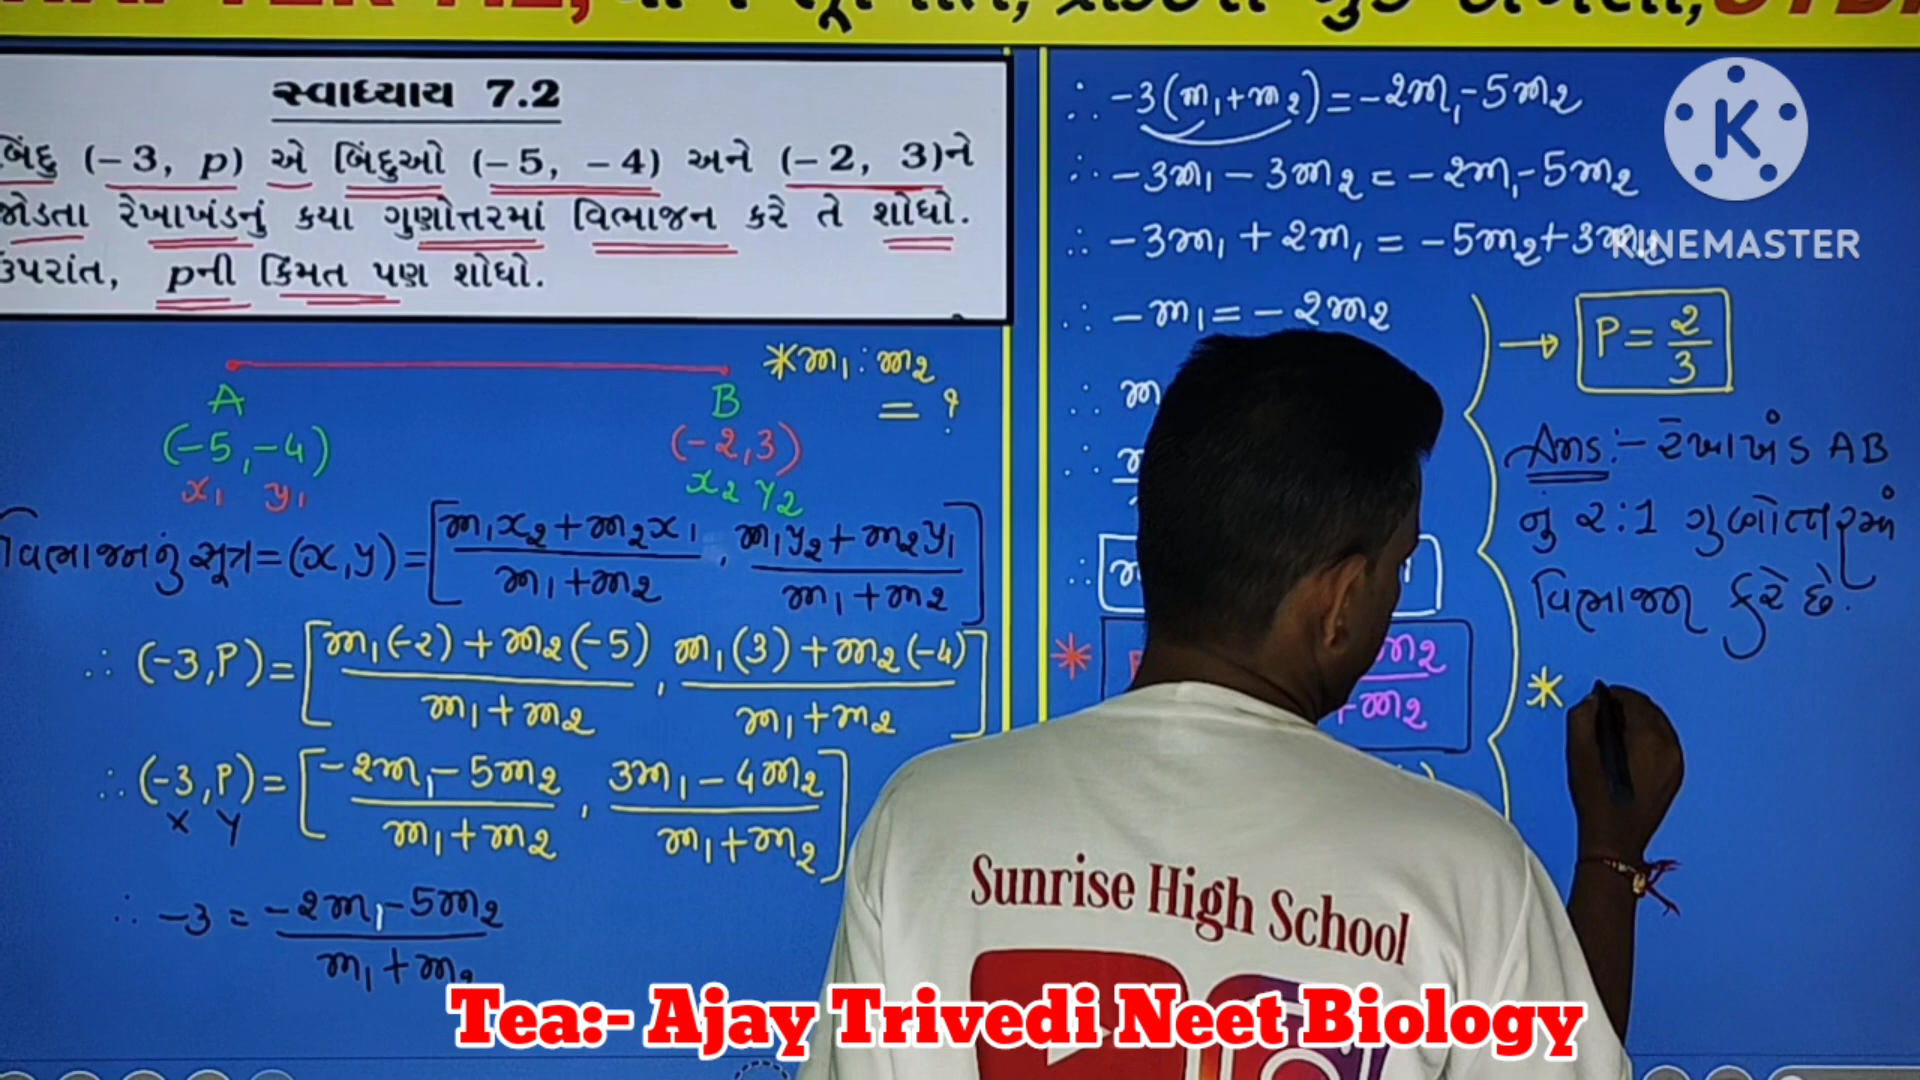 સ્વાધ્યાય 7.2
બિંદુ (– 3, p) એ બિંદુઓ (– 5, – 4) અને (– 2, 3)ને
જોડતા રેખાખંડનું કયા ગુણોત્તરમાં વિભાજન કરે તે શોધો.
ઉપરાંત, pની કિંમત પણ શોધો.
*m₁ : m₂
= ?
A B
(-5, -4) (-2, 3)
x₁ y₁ x₂ y₂
વિભાજનનું સૂત્ર = (x, y) = [(m₁x₂ + m₂x₁)/(m₁ + m₂), (m₁y₂ + m₂y₁)/(m₁ + m₂)]
∴ (-3, P) = [(m₁(-2) + m₂(-5))/(m₁ + m₂), (m₁(3) + m₂(-4))/(m₁ + m₂)]
∴ (-3, P) = [(-2m₁ - 5m₂)/(m₁ + m₂), (3m₁ - 4m₂)/(m₁ + m₂)]
x y
∴ -3 = (-2m₁ - 5m₂)/(m₁ + m₂)
∴ -3(m₁ + m₂) = -2m₁ - 5m₂
∴ -3m₁ - 3m₂ = -2m₁ - 5m₂
∴ -3m₁ + 2m₁ = -5m₂ + 3m₂
∴ -m₁ = -2m₂
→ P = 2/3
Ans:- રેખાખંડ AB
નું 2:1 ગુણોત્તરમાં
વિભાજન કરે છે.
*
K
KINEMASTER
Sunrise High School
Tea:- Ajay Trivedi Neet Biology